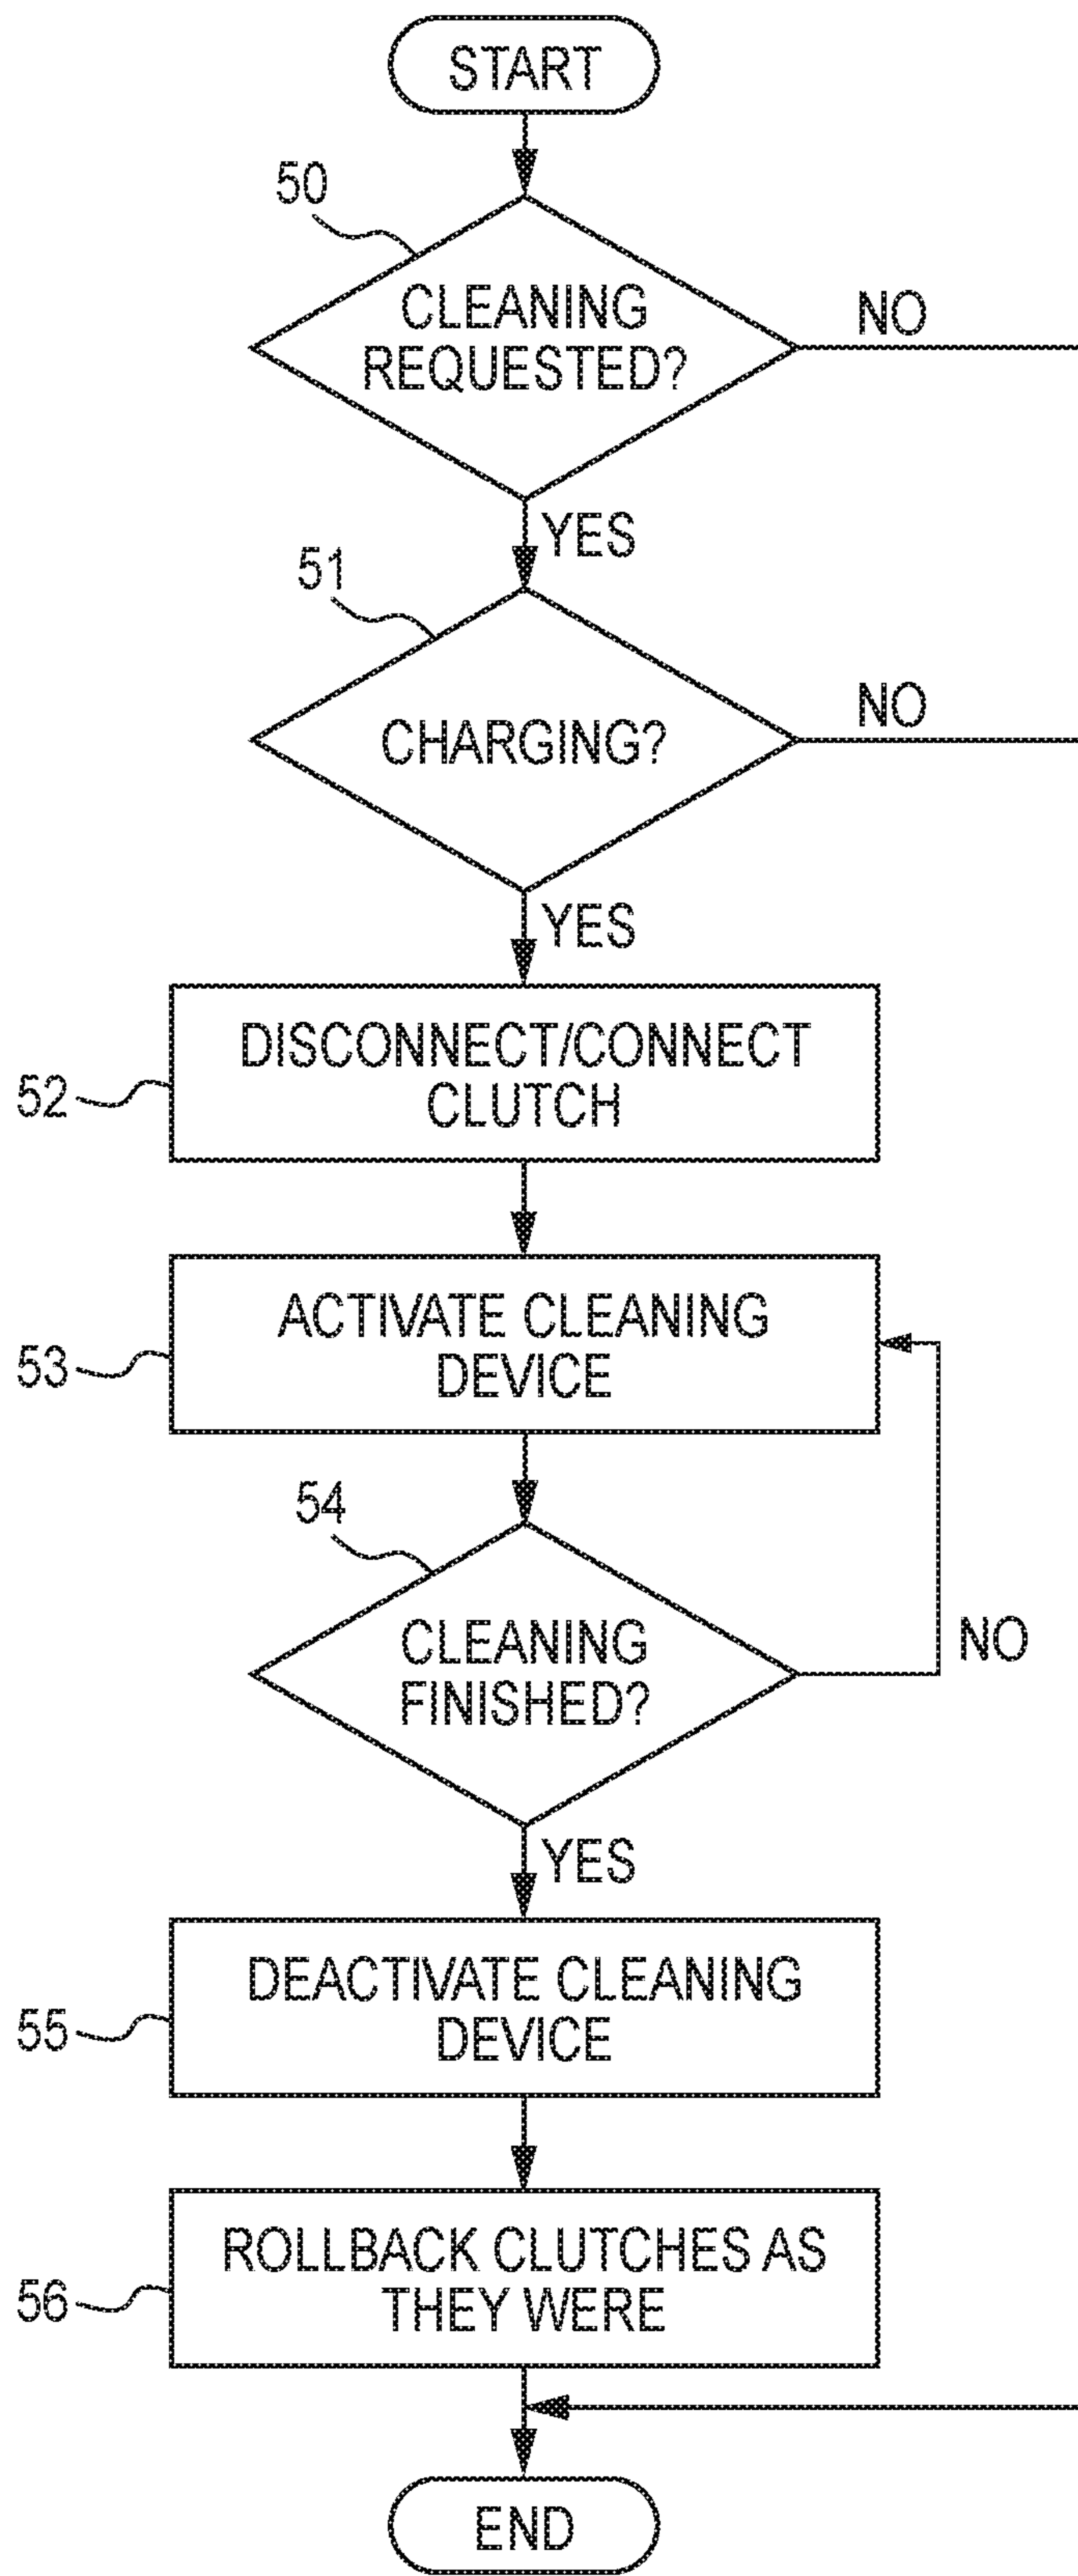 START
50
CLEANING
REQUESTED?
NO
YES
51
CHARGING?
NO
YES
52
DISCONNECT/CONNECT
CLUTCH
53
ACTIVATE CLEANING
DEVICE
54
CLEANING
FINISHED?
NO
YES
55
DEACTIVATE CLEANING
DEVICE
56
ROLLBACK CLUTCHES AS
THEY WERE
END